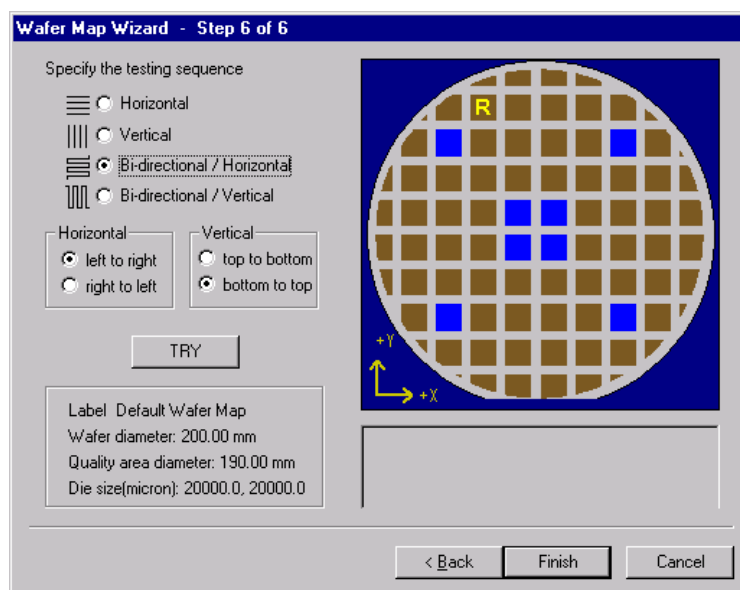 Wafer Map Wizard - Step 6 of 6
Specify the testing sequence
Horizontal
Vertical
Bi-directional / Horizontal
Bi-directional / Vertical
Horizontal
left to right
right to left
Vertical
top to bottom
bottom to top
TRY
Label Default Wafer Map
Wafer diameter: 200.00 mm
Quality area diameter: 190.00 mm
Die size(micron): 20000.0, 20000.0
R
+Y
+X
< Back
Finish
Cancel